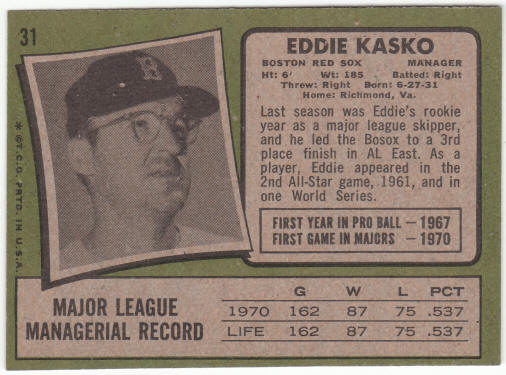 31
EDDIE KASKO
BOSTON RED SOX MANAGER
Ht: 6' Wt: 185 Batted: Right
Threw: Right Born: 6-27-31
Home: Richmond, Va.
Last season was Eddie's rookie
year as a major league skipper,
and he led the Bosox to a 3rd
place finish in AL East. As a
player, Eddie appeared in the
2nd All-Star game, 1961, and in
one World Series.
FIRST YEAR IN PRO BALL — 1967
FIRST GAME IN MAJORS — 1970
* © T.C.G. PRTD. IN U.S.A.
B
MAJOR LEAGUE
MANAGERIAL RECORD
G W L PCT
1970 162 87 75 .537
LIFE 162 87 75 .537